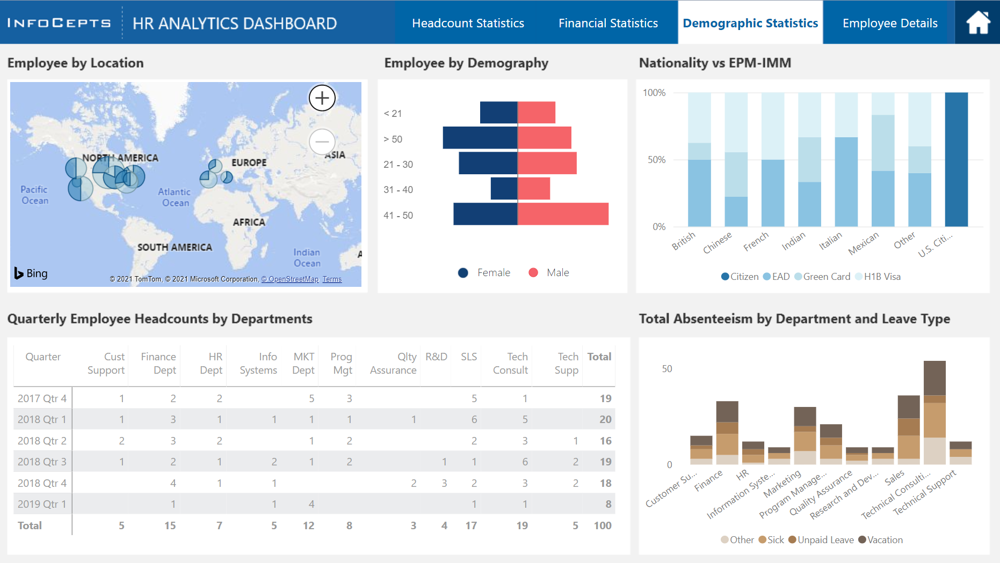 INFOCEPTS
HR ANALYTICS DASHBOARD
Headcount Statistics
Financial Statistics
Demographic Statistics
Employee Details
Employee by Location
NORTH AMERICA
EUROPE
ASIA
Pacific
Ocean
Atlantic
Ocean
AFRICA
SOUTH AMERICA
Indian
Ocean
A
Bing
© 2021 TomTom, © 2021 Microsoft Corporation, © OpenStreetMap Terms
Employee by Demography
< 21
> 50
21 - 30
31 - 40
41 - 50
Female Male
Nationality vs EPM-IMM
100%
50%
0%
British
Chinese
French
Indian
Italian
Mexican
Other
U.S. Citi...
Citizen EAD Green Card H1B Visa
Quarterly Employee Headcounts by Departments
Quarter Cust Support Finance Dept HR Dept Info Systems MKT Dept Prog Mgt Qlty Assurance R&D SLS Tech Consult Tech Supp Total
2017 Qtr 4 1 2 2 5 3 5 1 19
2018 Qtr 1 1 3 1 1 1 1 1 6 5 20
2018 Qtr 2 2 3 2 1 2 2 3 1 16
2018 Qtr 3 1 2 1 2 1 2 1 1 6 2 19
2018 Qtr 4 4 1 1 2 3 2 3 2 18
2019 Qtr 1 1 1 4 1 1 8
Total 5 15 7 5 12 8 3 4 17 19 5 100
Total Absenteeism by Department and Leave Type
50
0
Customer Su...
Finance
HR
Information Syste...
Marketing
Program Manage...
Quality Assurance
Research and Dev...
Sales
Technical Consulti...
Technical Support
Other Sick Unpaid Leave Vacation